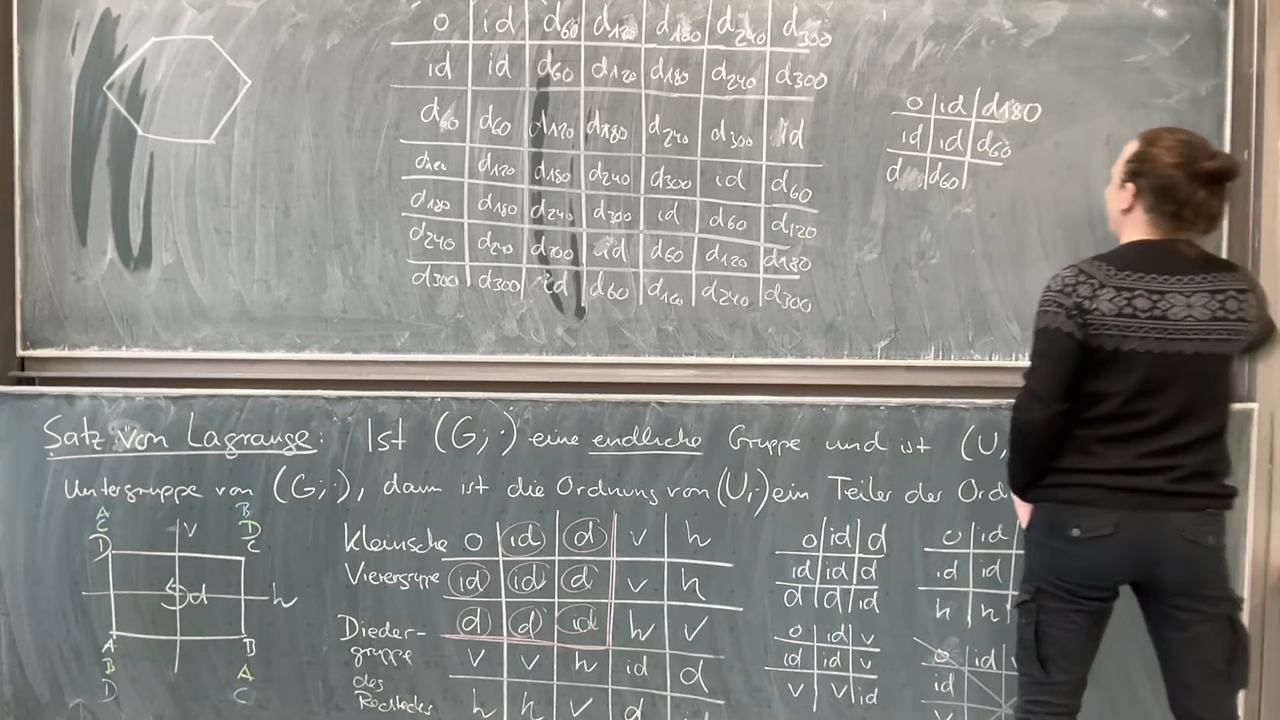 o id d60 d120 d180 d240 d300
id id d60 d120 d180 d240 d300
d60 d60 d120 d180 d240 d300 id
d120 d120 d180 d240 d300 id d60
d180 d180 d240 d300 id d60 d120
d240 d240 d300 id d60 d120 d180
d300 d300 id d60 d180 d240 d300
o id d180
id id d60
d d60
Satz von Lagrange: Ist (G; ·) eine endliche Gruppe und ist (U,
Untergruppe von (G; ·), dann ist die Ordnung von (U, ·) ein Teiler der Ord
A
C
D
B
D
C
v
d
h
A
B
D
B
A
C
Kleinsche
Vierergruppe
Dieder-
gruppe
des
Rechtecks
o id d v h
id id d v h
d d id h v
v v h id d
h h v d id
o id d
id id d
d d id
o id v
id id v
v v id
o id
id id
h h
o id v
id
v